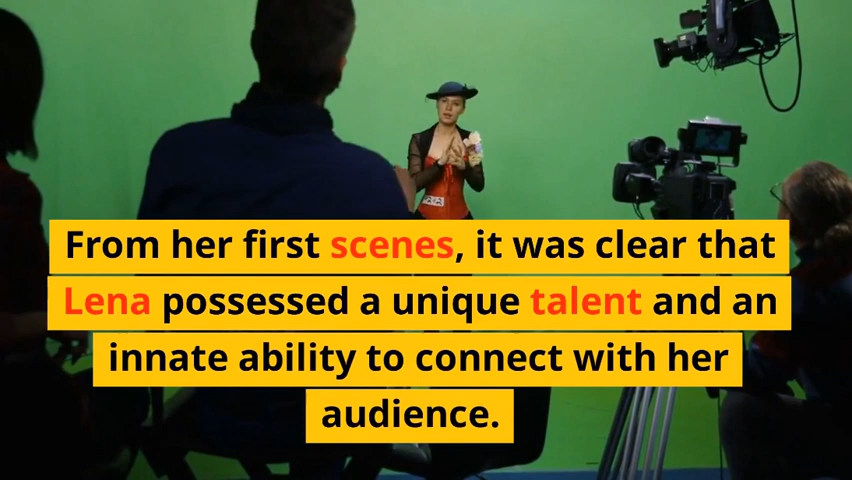 From her first scenes, it was clear that
Lena possessed a unique talent and an
innate ability to connect with her
audience.